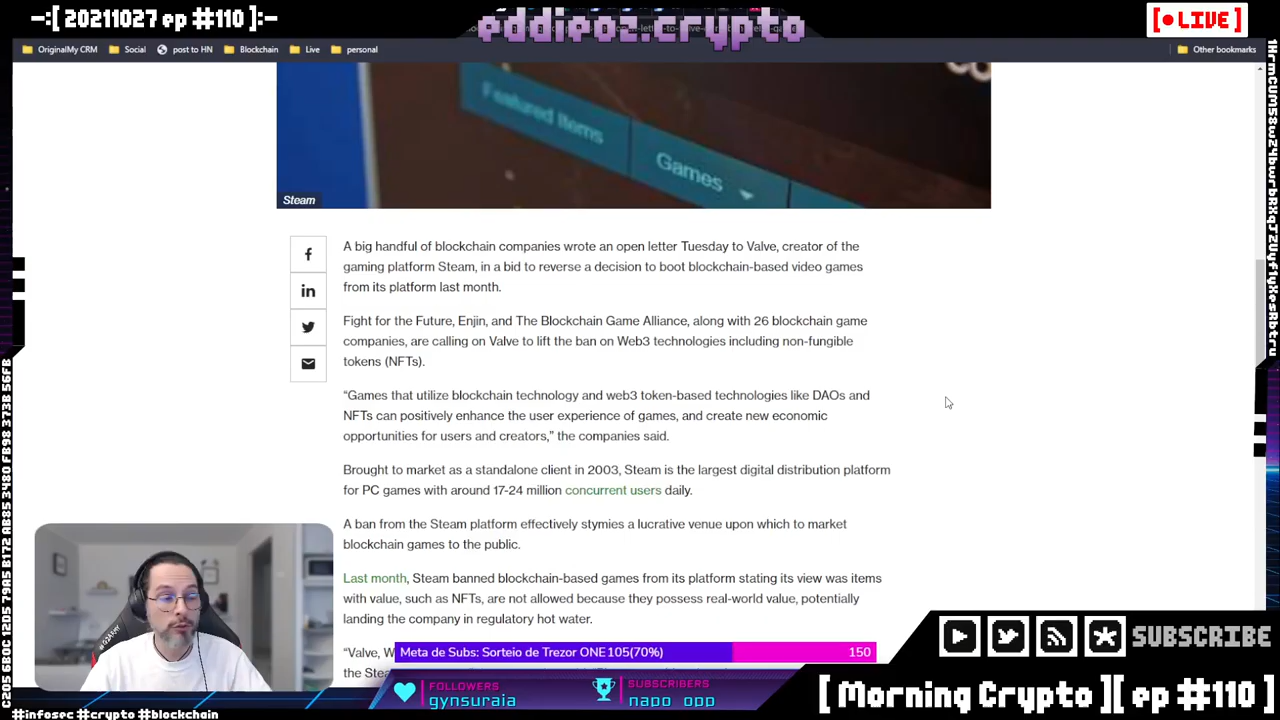 -:[ 20211027 ep #110 ]:-
eddieoz.crypto
[● LIVE]
OriginalMy CRM
Social
post to HN
Blockchain
Live
personal
Other bookmarks
Featured Items
Games
Steam
A big handful of blockchain companies wrote an open letter Tuesday to Valve, creator of the
gaming platform Steam, in a bid to reverse a decision to boot blockchain-based video games
from its platform last month.
Fight for the Future, Enjin, and The Blockchain Game Alliance, along with 26 blockchain game
companies, are calling on Valve to lift the ban on Web3 technologies including non-fungible
tokens (NFTs).
“Games that utilize blockchain technology and web3 token-based technologies like DAOs and
NFTs can positively enhance the user experience of games, and create new economic
opportunities for users and creators,” the companies said.
Brought to market as a standalone client in 2003, Steam is the largest digital distribution platform
for PC games with around 17-24 million concurrent users daily.
A ban from the Steam platform effectively stymies a lucrative venue upon which to market
blockchain games to the public.
Last month, Steam banned blockchain-based games from its platform stating its view was items
with value, such as NFTs, are not allowed because they possess real-world value, potentially
landing the company in regulatory hot water.
“Valve, W
the Stea
Meta de Subs: Sorteio de Trezor ONE 105(70%)
150
FOLLOWERS
gynsuraia
SUBSCRIBERS
napo_opp
SUBSCRIBE
[ Morning Crypto ][ ep #110 ]
#infosec #crypto #blockchain